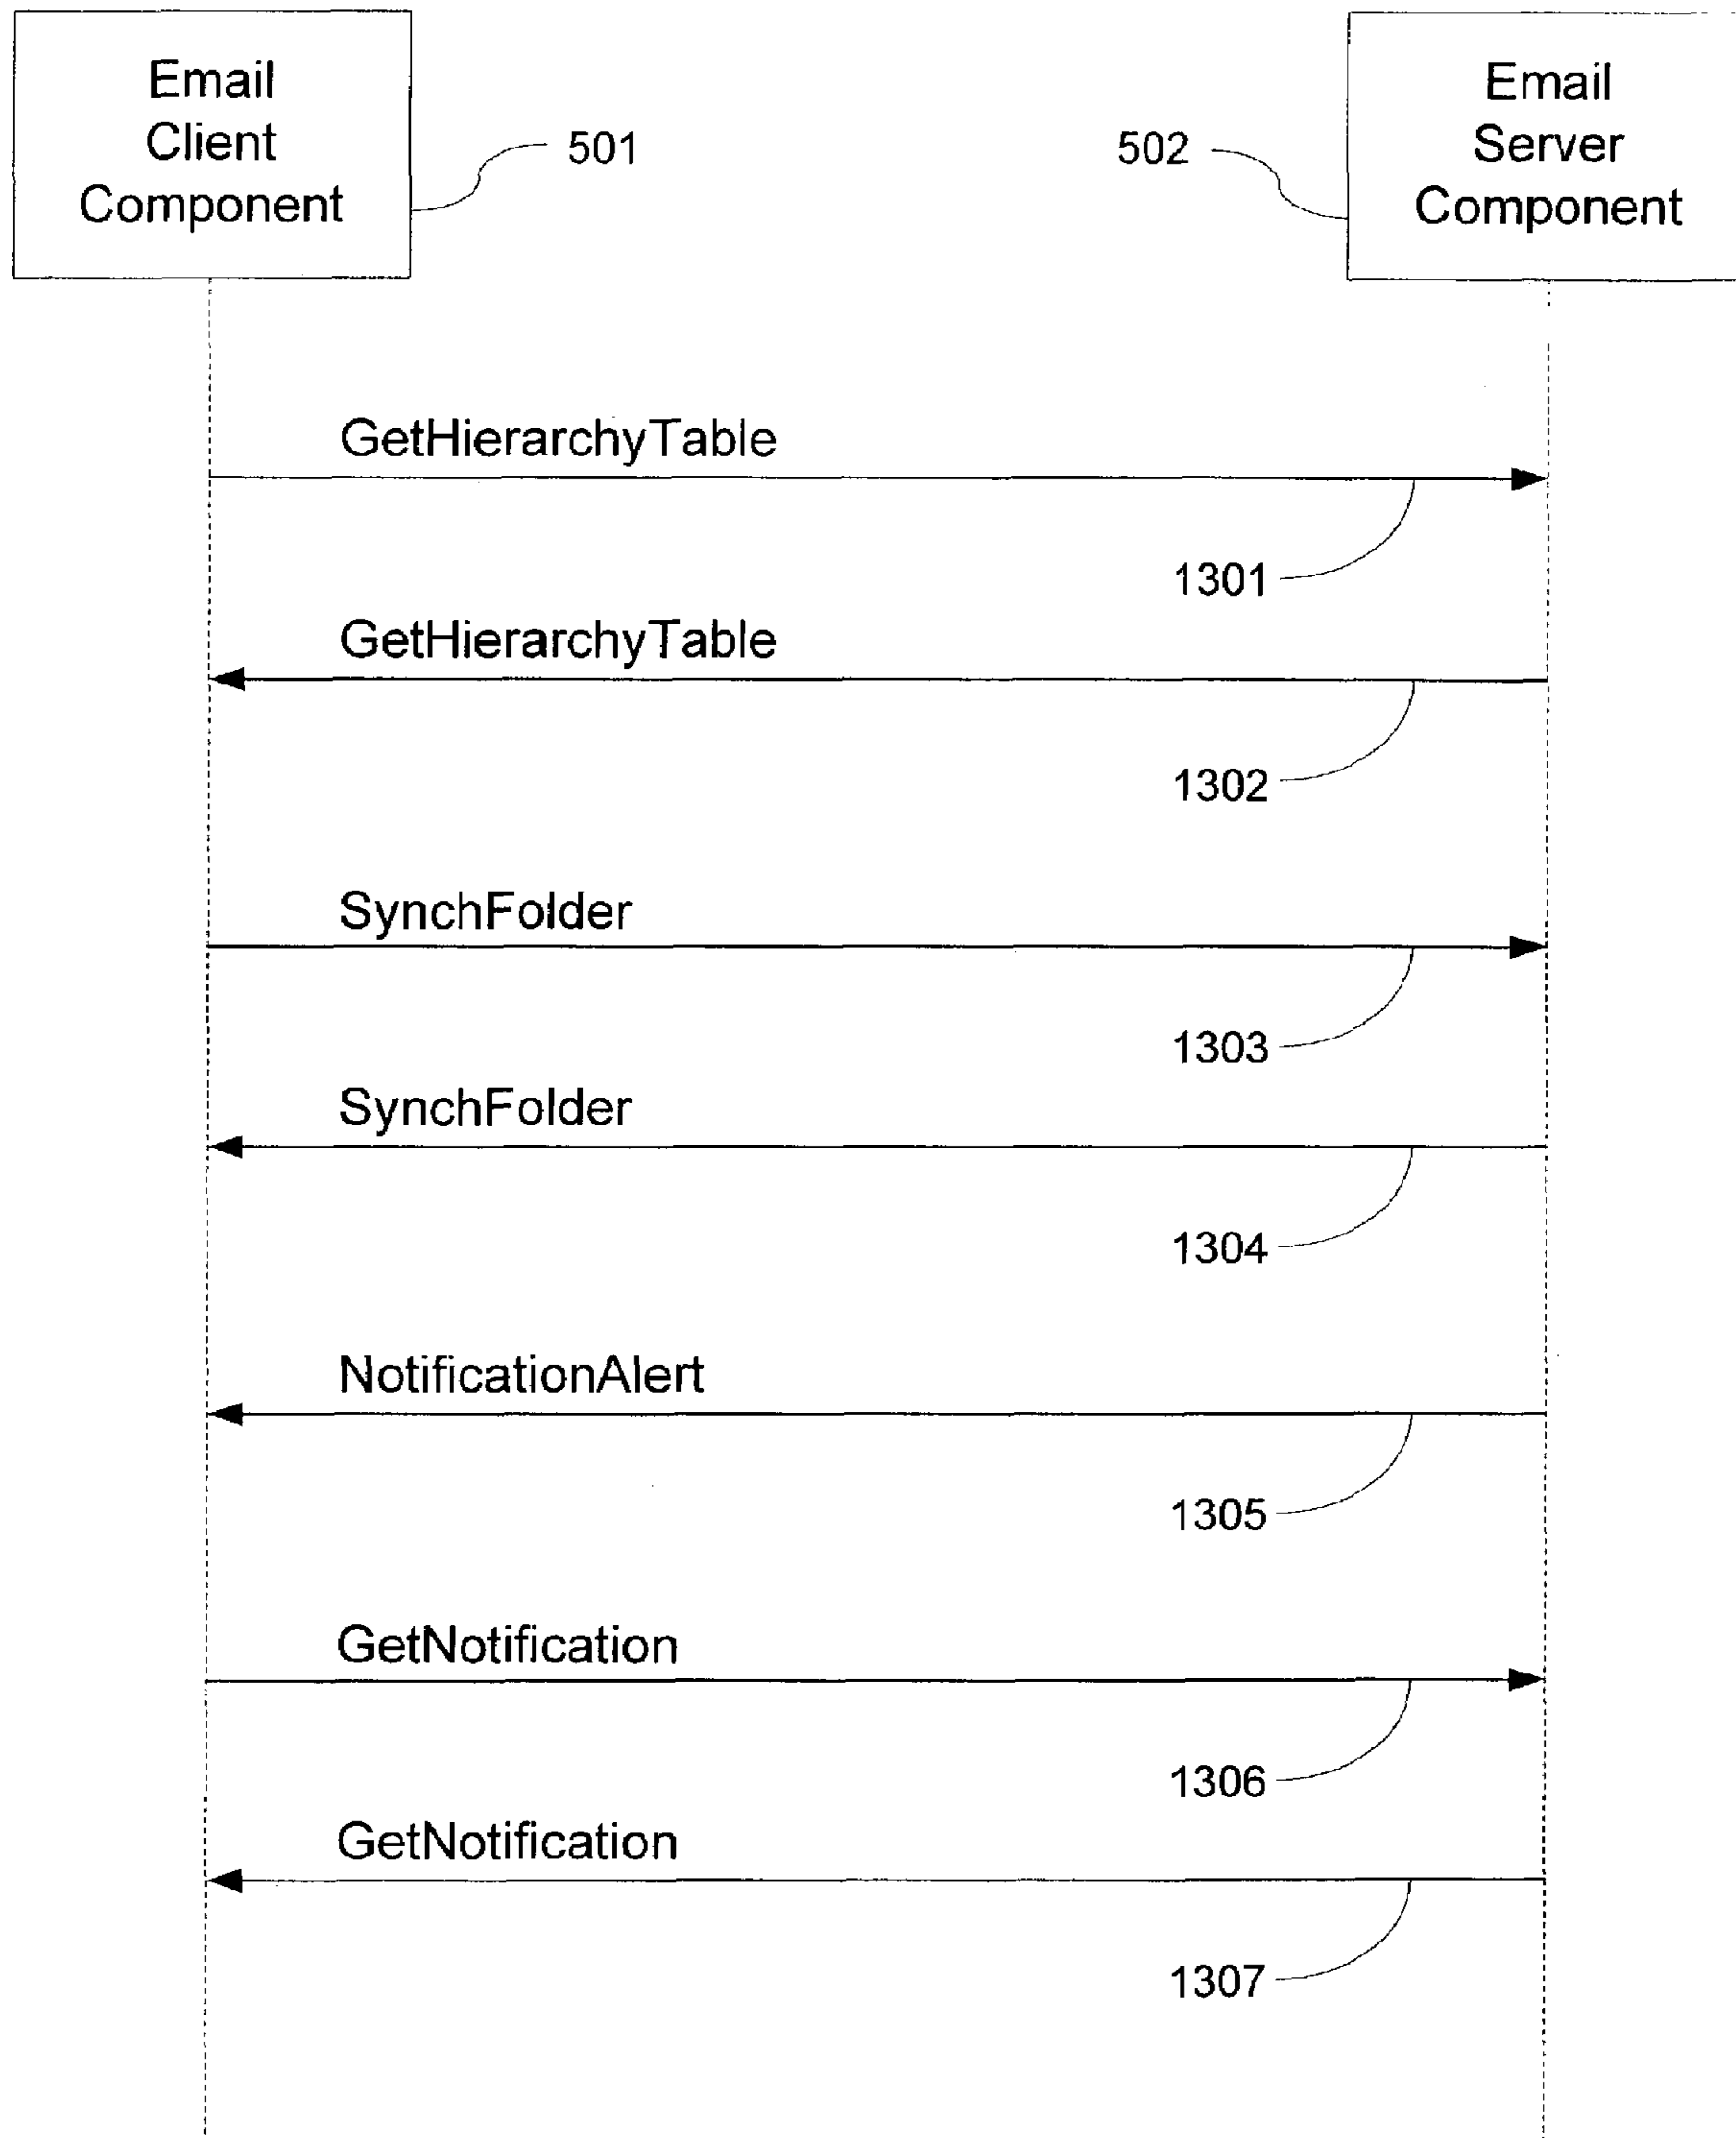 Email
Client
Component
501
502
Email
Server
Component
GetHierarchyTable
1301
GetHierarchyTable
1302
SynchFolder
1303
SynchFolder
1304
NotificationAlert
1305
GetNotification
1306
GetNotification
1307